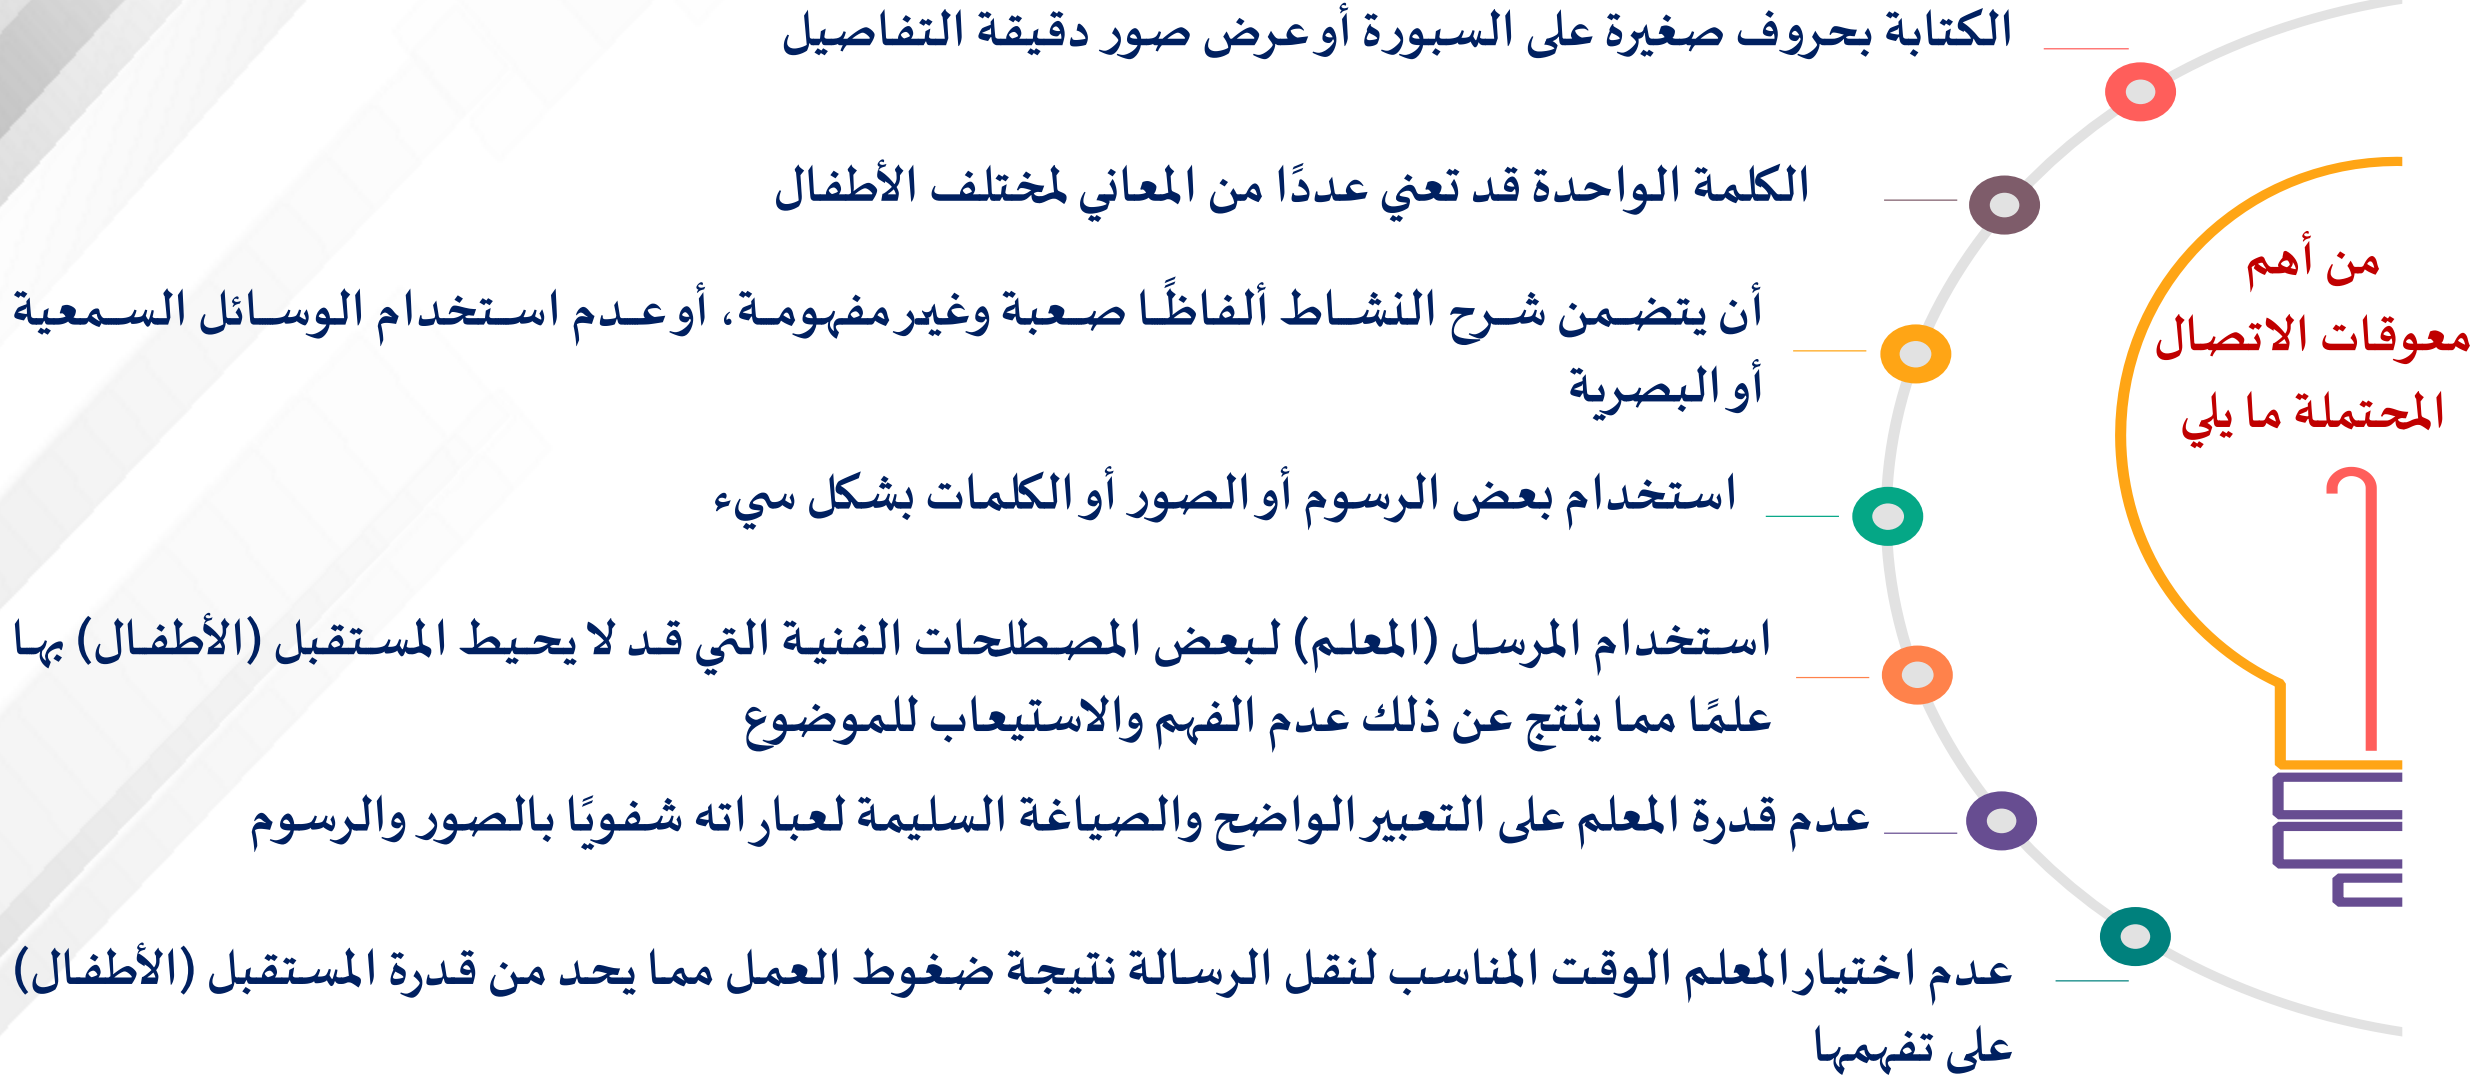 من أهم
معوقات الاتصال
المحتملة ما يلي
الكتابة بحروف صغيرة على السبورة أو عرض صور دقيقة التفاصيل
الكلمة الواحدة قد تعني عددًا من المعاني لمختلف الأطفال
أن يتضمن شرح النشاط ألفاظًا صعبة وغير مفهومة، أو عدم استخدام الوسائل السمعية
أو البصرية
استخدام بعض الرسوم أو الصور أو الكلمات بشكل سيء
استخدام المرسل (المعلم) لبعض المصطلحات الفنية التي قد لا يحيط المستقبل (الأطفال) بها
علمًا مما ينتج عن ذلك عدم الفهم والاستيعاب للموضوع
عدم قدرة المعلم على التعبير الواضح والصياغة السليمة لعباراته شفويًا بالصور والرسوم
عدم اختيار المعلم الوقت المناسب لنقل الرسالة نتيجة ضغوط العمل مما يحد من قدرة المستقبل (الأطفال)
على تفهمها